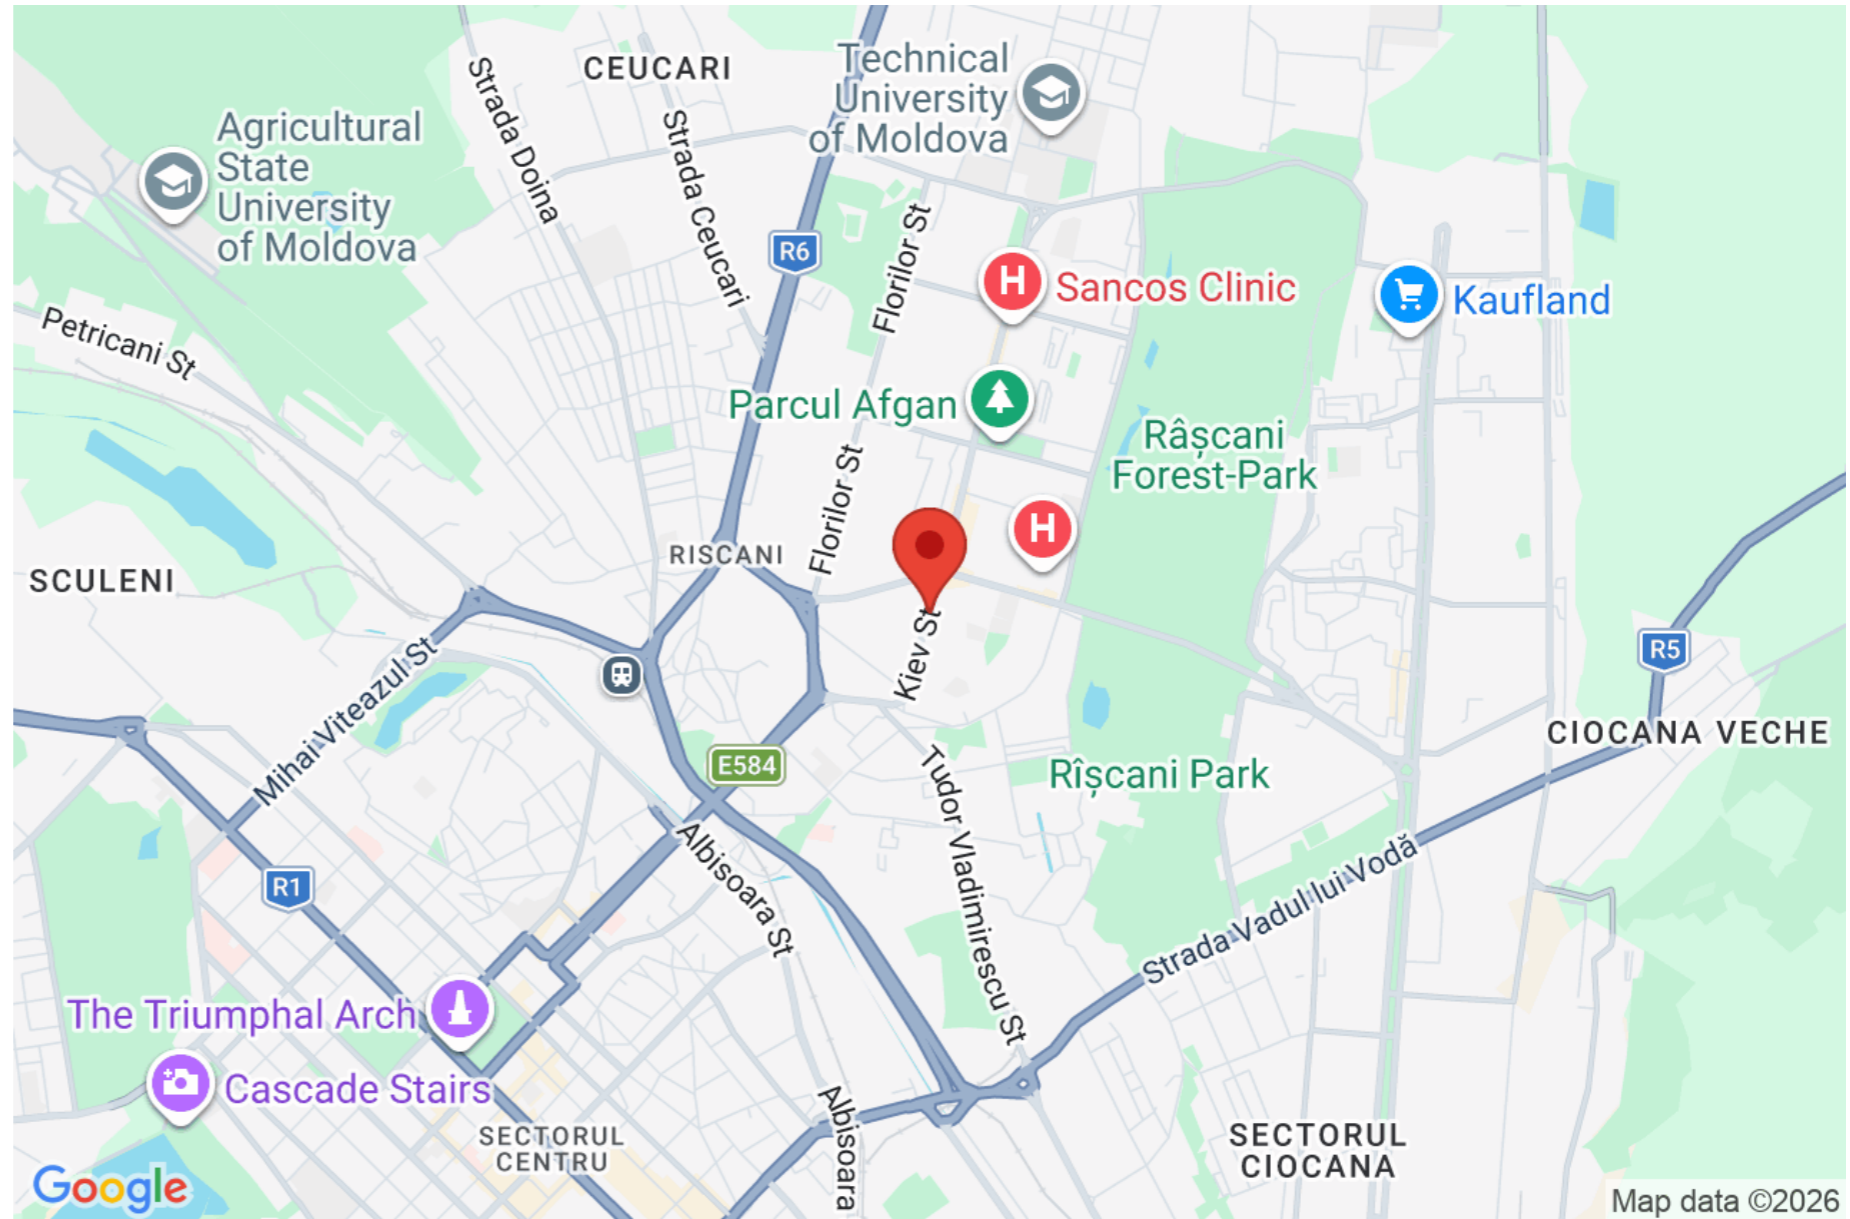 CEUCARI
Technical
University
of Moldova
Strada Doina
Strada Ceucari
Agricultural
State
University
of Moldova
R6
Florilor St
H
Sancos Clinic
Kaufland
Petricani St
Parcul Afgan
Râșcani
Forest-Park
Florilor St
H
RISCANI
SCULENI
Kiev St
R5
Mihai Viteazul St
CIOCANA VECHE
E584
Rîșcani Park
Tudor Vladimirescu St
Albisoara St
R1
Strada Vadul lui Vodă
The Triumphal Arch
Cascade Stairs
Albisoara
SECTORUL
CENTRU
SECTORUL
CIOCANA
Google
Map data ©2026